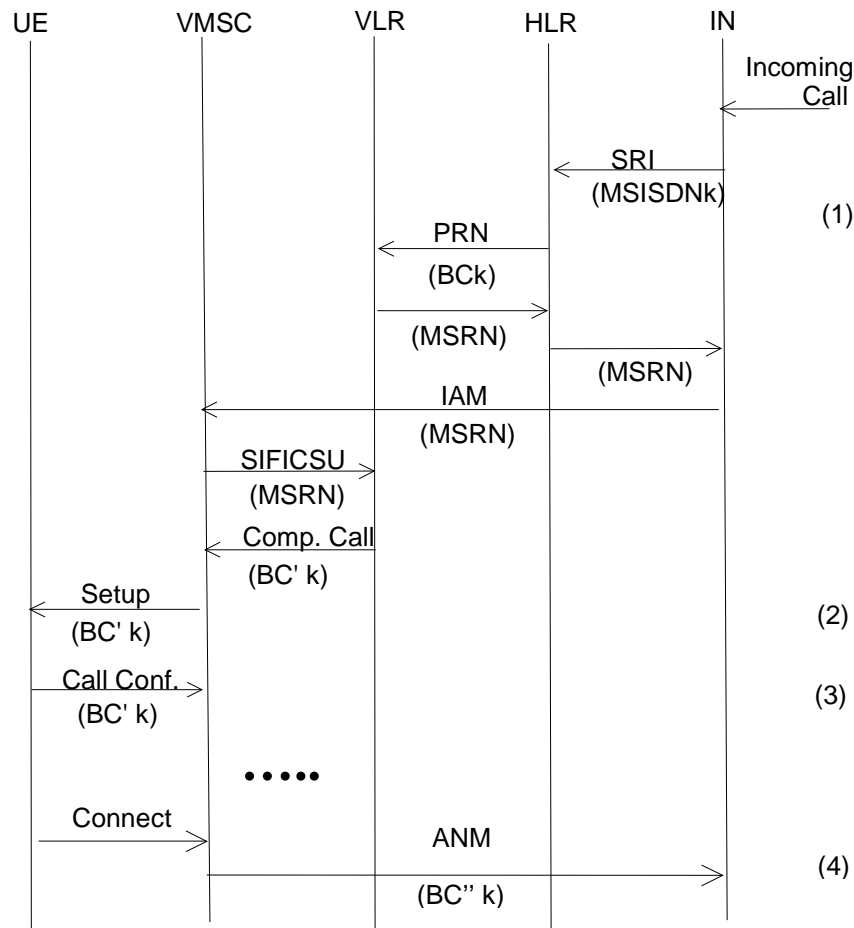 UE VMSC VLR HLR IN
Incoming
Call
SRI
(MSISDNk)
(1)
PRN
(BCk)
(MSRN)
(MSRN)
IAM
(MSRN)
SIFICSU
(MSRN)
Comp. Call
(BC' k)
Setup
(BC' k)
(2)
Call Conf.
(BC' k)
(3)
Connect
ANM
(BC'' k)
(4)